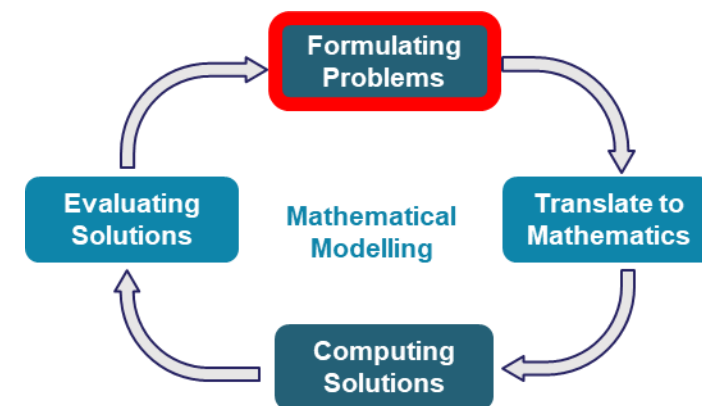 Formulating
Problems
Evaluating
Solutions
Mathematical
Modelling
Translate to
Mathematics
Computing
Solutions